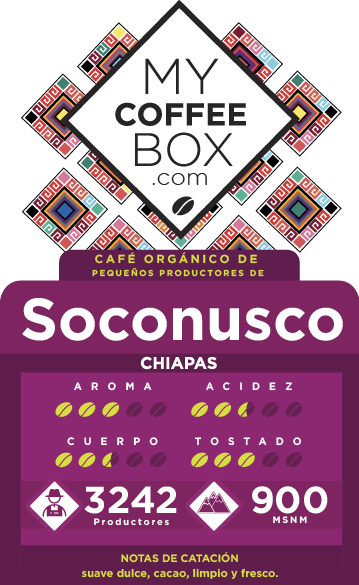 MY
COFFEE
BOX
.com
CAFÉ ORGÁNICO DE
PEQUEÑOS PRODUCTORES DE
Soconusco
CHIAPAS
AROMA ACIDEZ
CUERPO TOSTADO
3242 900
Productores MSNM
NOTAS DE CATACIÓN
suave dulce, cacao, limpio y fresco.